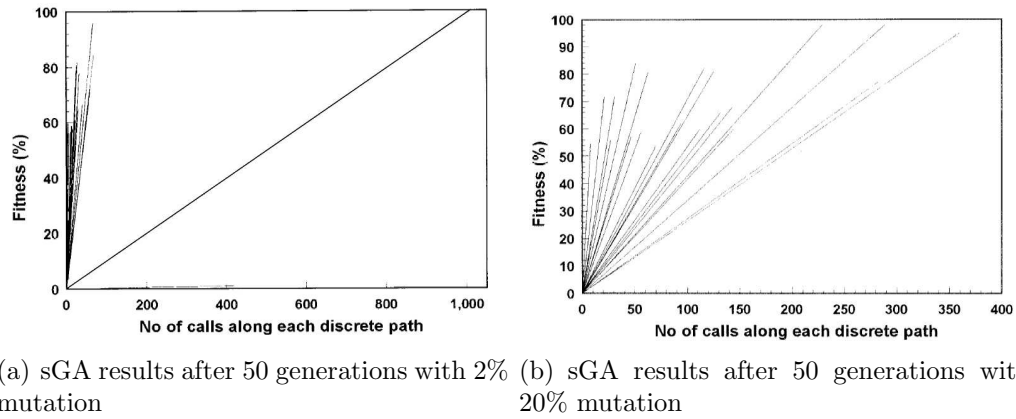 100
80
60
40
20
0
Fitness (%)
0 200 400 600 800 1,000
No of calls along each discrete path
100
90
80
70
60
50
40
30
20
10
0
Fitness (%)
0 50 100 150 200 250 300 350 400
No of calls along each discrete path
(a) sGA results after 50 generations with 2%
mutation
(b) sGA results after 50 generations wit
20% mutation